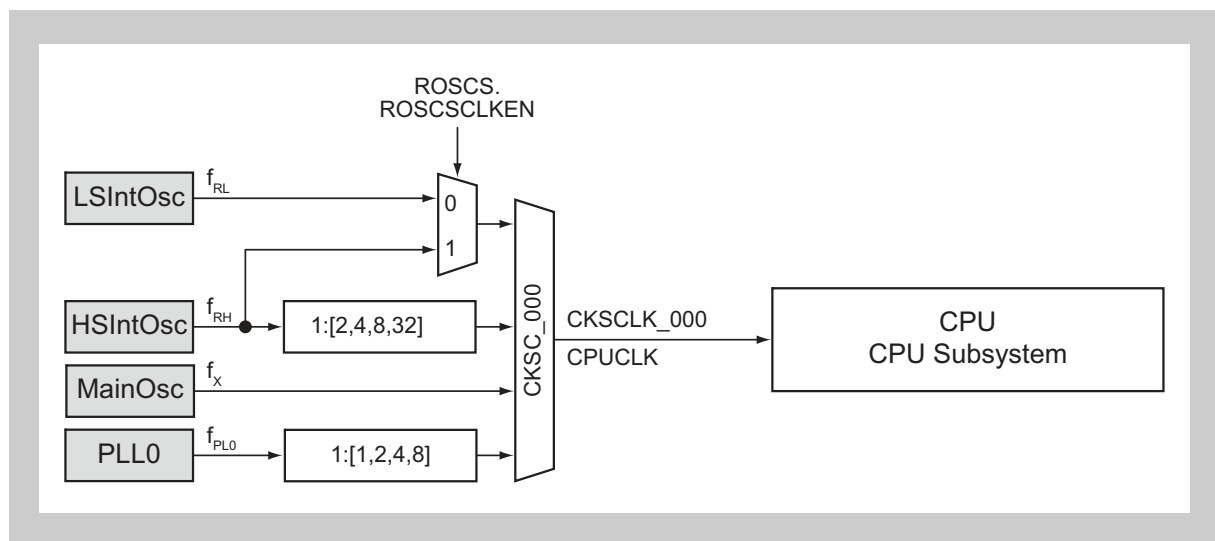 ROSCS.
ROSCSCLKEN
LSIntOsc
fRL
0
1
HSIntOsc
fRH
1:[2,4,8,32]
MainOsc
fX
PLL0
fPL0
1:[1,2,4,8]
CKSC_000
CKSCLK_000
CPUCLK
CPU
CPU Subsystem